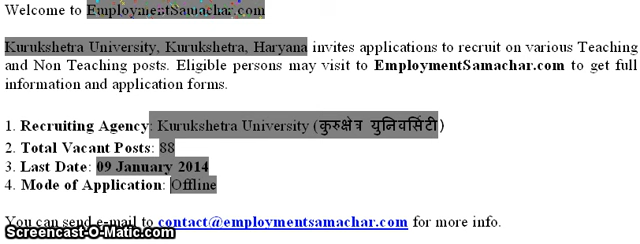 Welcome to EmploymentSamachar.com
Kurukshetra University, Kurukshetra, Haryana invites applications to recruit on various Teaching
and Non Teaching posts. Eligible persons may visit to EmploymentSamachar.com to get full
information and application forms.
1. Recruiting Agency: Kurukshetra University (कुरुक्षेत्र युनिवर्सिटी)
2. Total Vacant Posts: 88
3. Last Date: 09 January 2014
4. Mode of Application: Offline
You can send e-mail to contact@employmentsamachar.com for more info.
Screencast-O-Matic.com